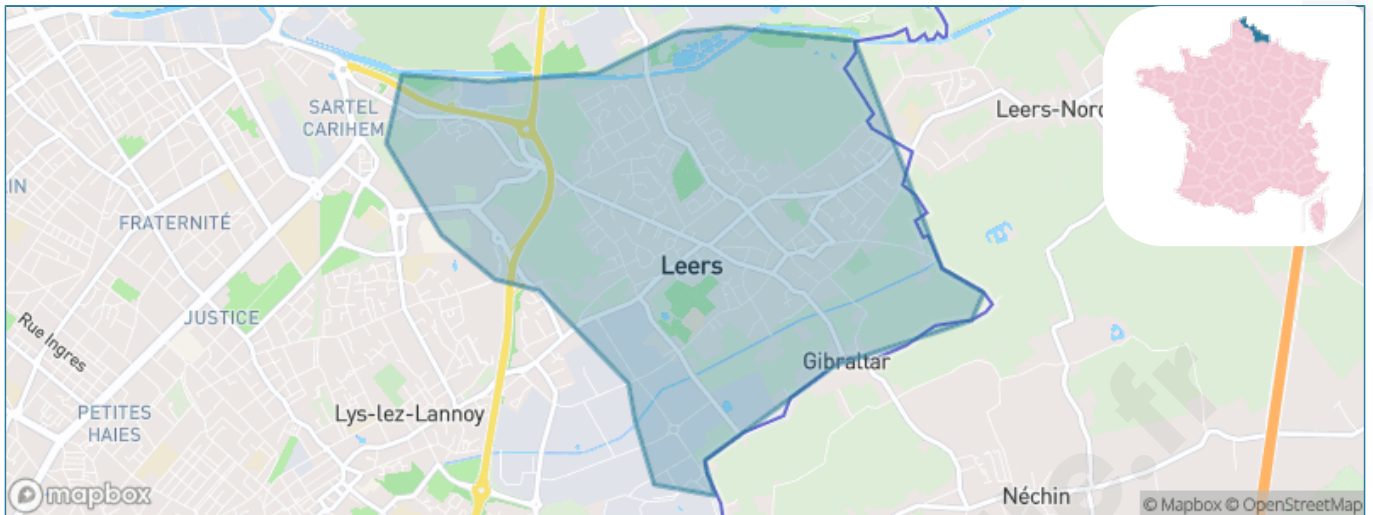 Leers-Nord
SARTEL
CARIHEM
IN
FRATERNITÉ
Leers
JUSTICE
Rue Ingres
Gibraltar
PETITES
HAIES
Lys-lez-Lannoy
Néchin
mapbox
© Mapbox © OpenStreetMap